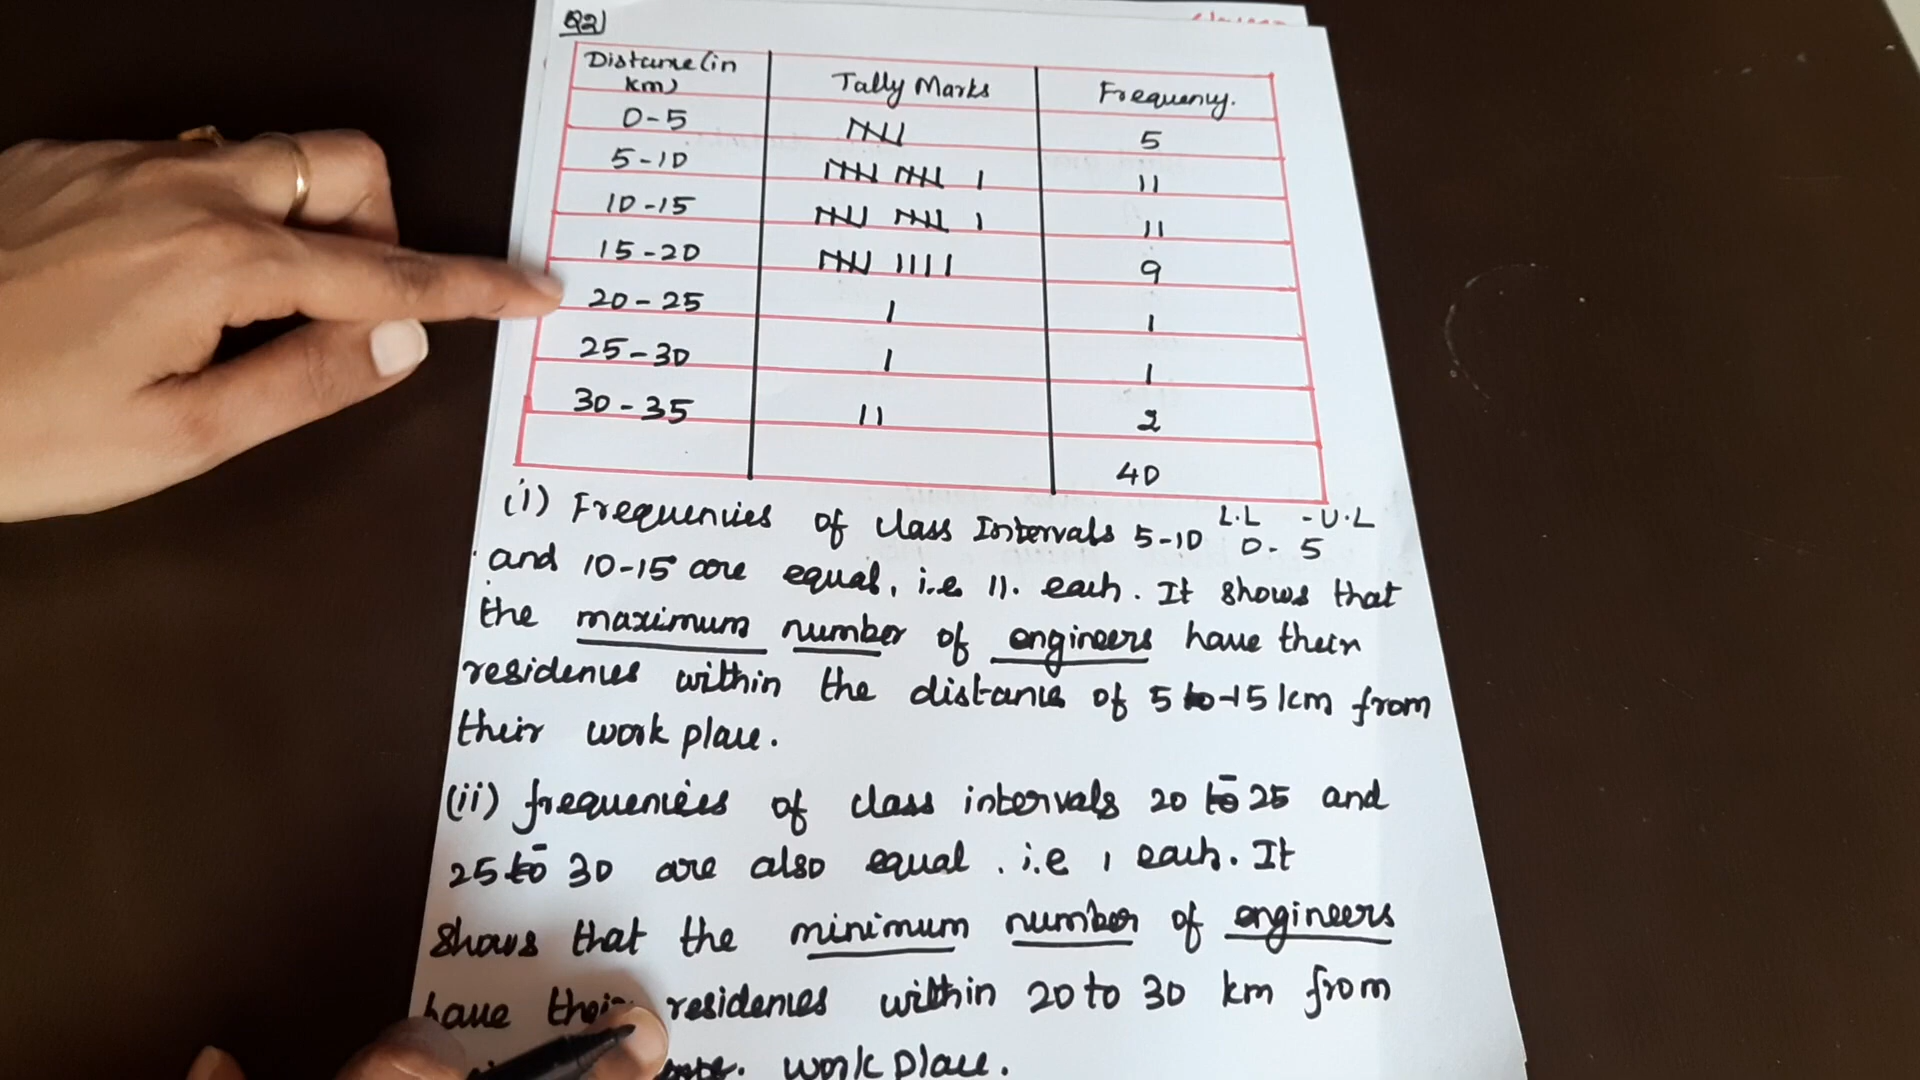 Q2)
Distance (in km) Tally Marks Frequency.
0-5 5
5-10 11
10-15 11
15-20 9
20-25 1
25-30 1
30-35 2
40
(i) Frequencies of class Intervals 5-10 L.L - U.L
0 - 5
and 10-15 are equal, i.e 11. each. It shows that
the maximum number of engineers have their
residences within the distance of 5 to 15 km from
their work place.
(ii) frequencies of class intervals 20 to 25 and
25 to 30 are also equal. i.e 1 each. It
shows that the minimum number of engineers
have their residences within 20 to 30 km from
work place.